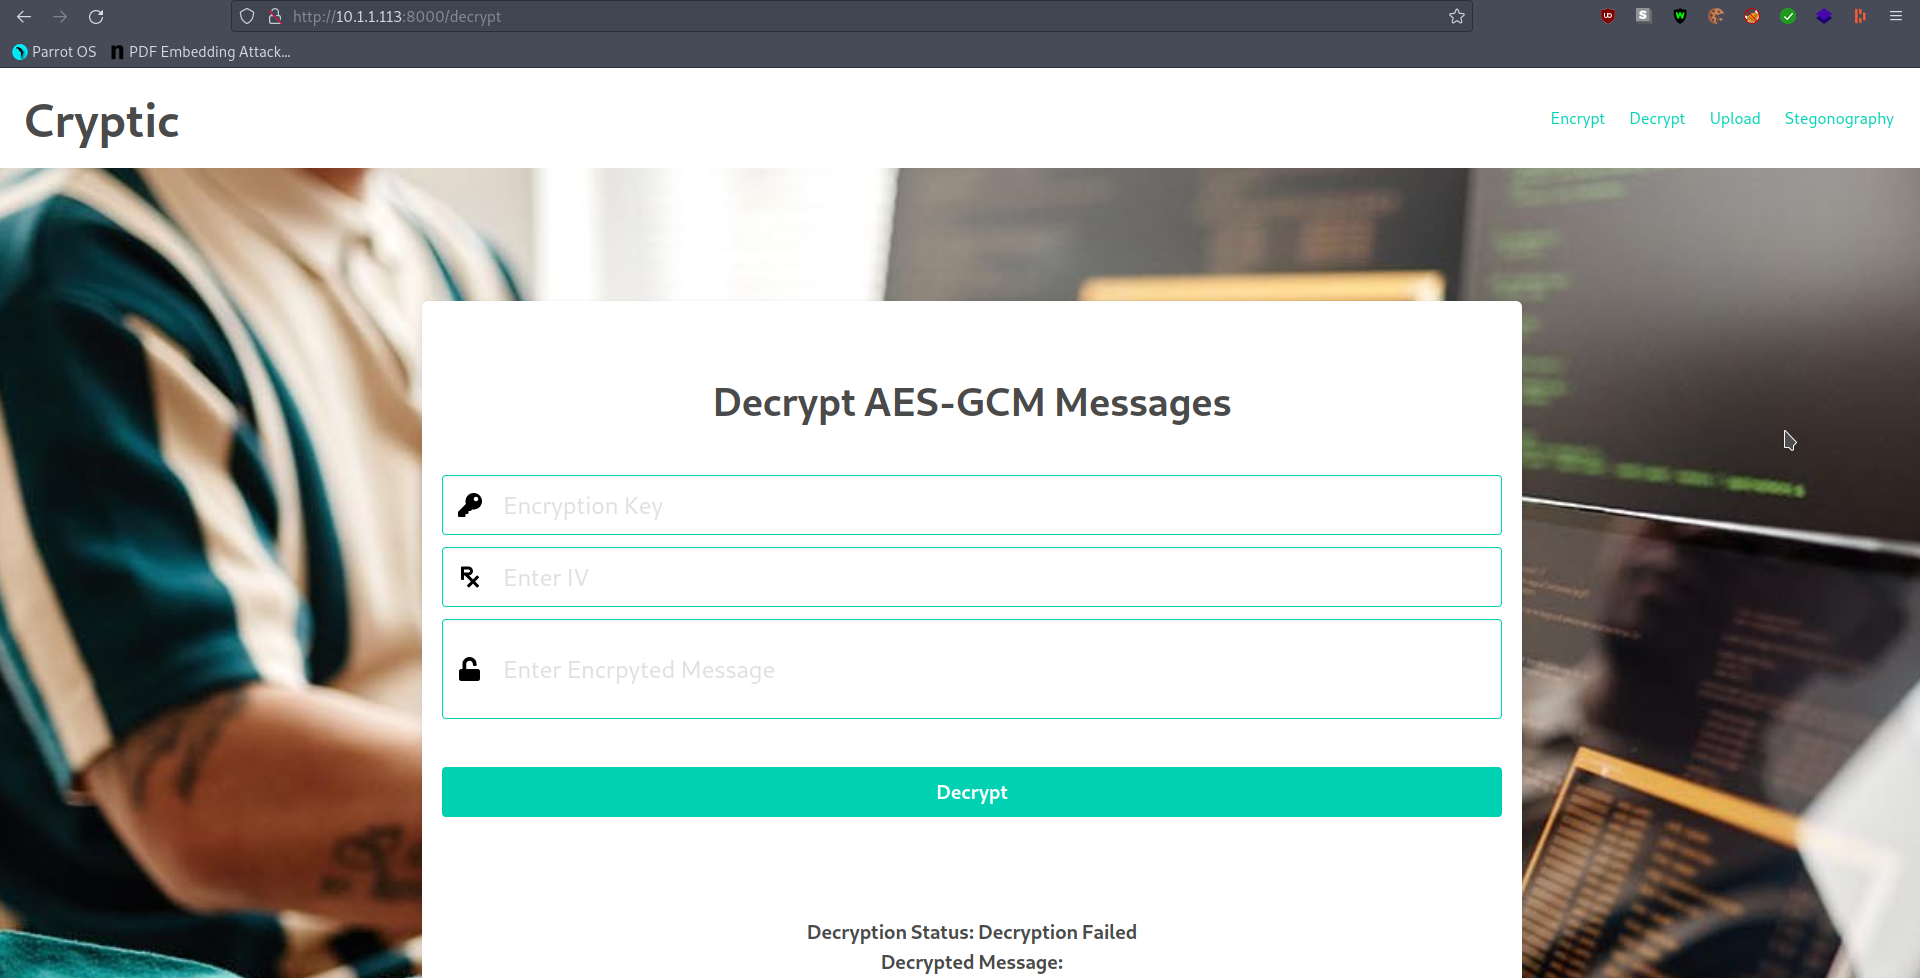 http://10.1.1.113:8000/decrypt
Parrot OS
PDF Embedding Attack...
Cryptic
Encrypt Decrypt Upload Stegonography
Decrypt AES-GCM Messages
Encryption Key
Enter IV
Enter Encrpyted Message
Decrypt
Decryption Status: Decryption Failed
Decrypted Message: